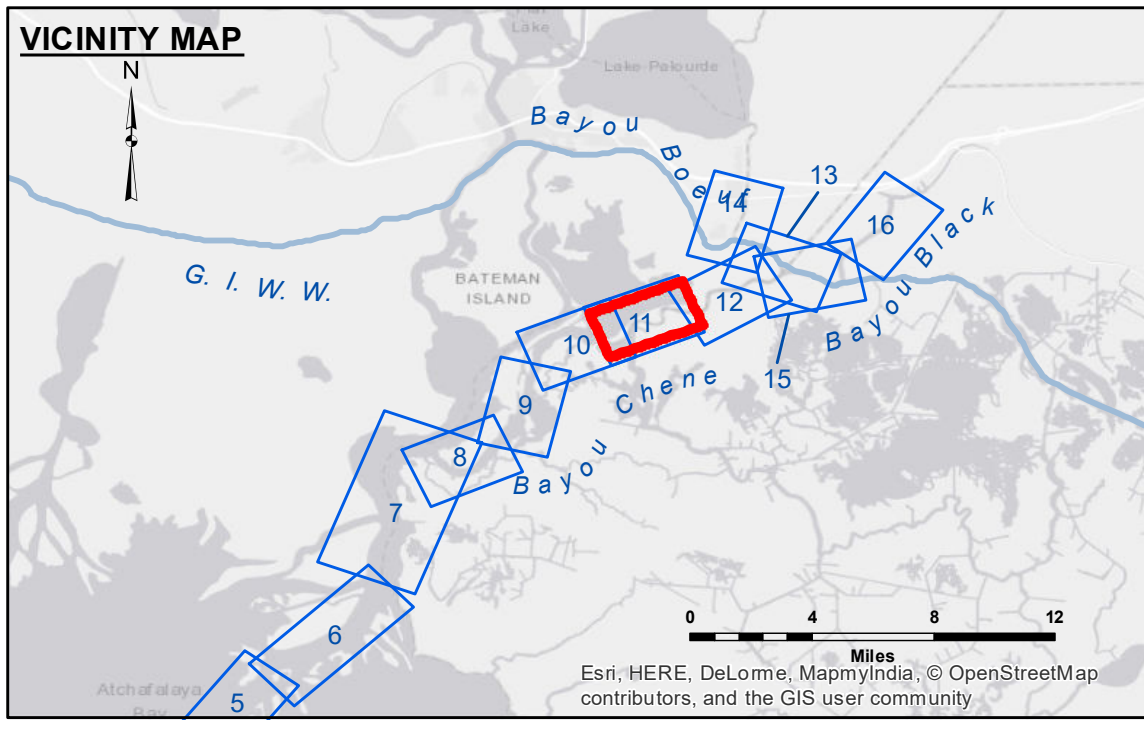 VICINITY MAP
N
Lake
Lake Palourde
Bayou
Boeuf
13
14
16
Bayou Black
G. I. W. W.
BATEMAN
ISLAND
12
11
10
15
Chene
9
8
Bayou
7
6
5
Atchafalaya
Bay
0 4 8 12
Miles
Esri, HERE, DeLorme, MapmyIndia, © OpenStreetMap
contributors, and the GIS user community